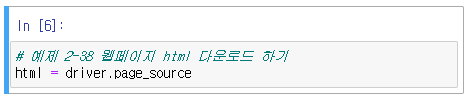 In [6]:
# 예제 2-38 웹페이지 html 다운로드 하기
html = driver.page_source